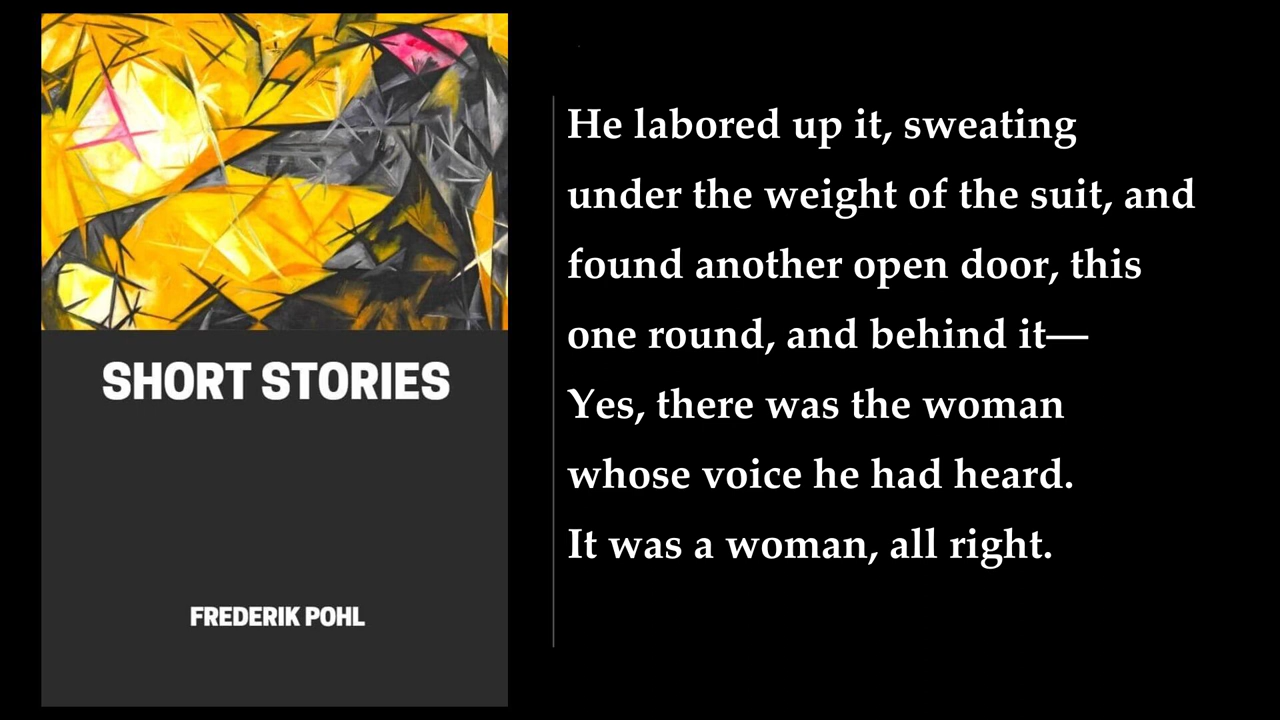 SHORT STORIES
FREDERIK POHL
He labored up it, sweating
under the weight of the suit, and
found another open door, this
one round, and behind it—
Yes, there was the woman
whose voice he had heard.
It was a woman, all right.